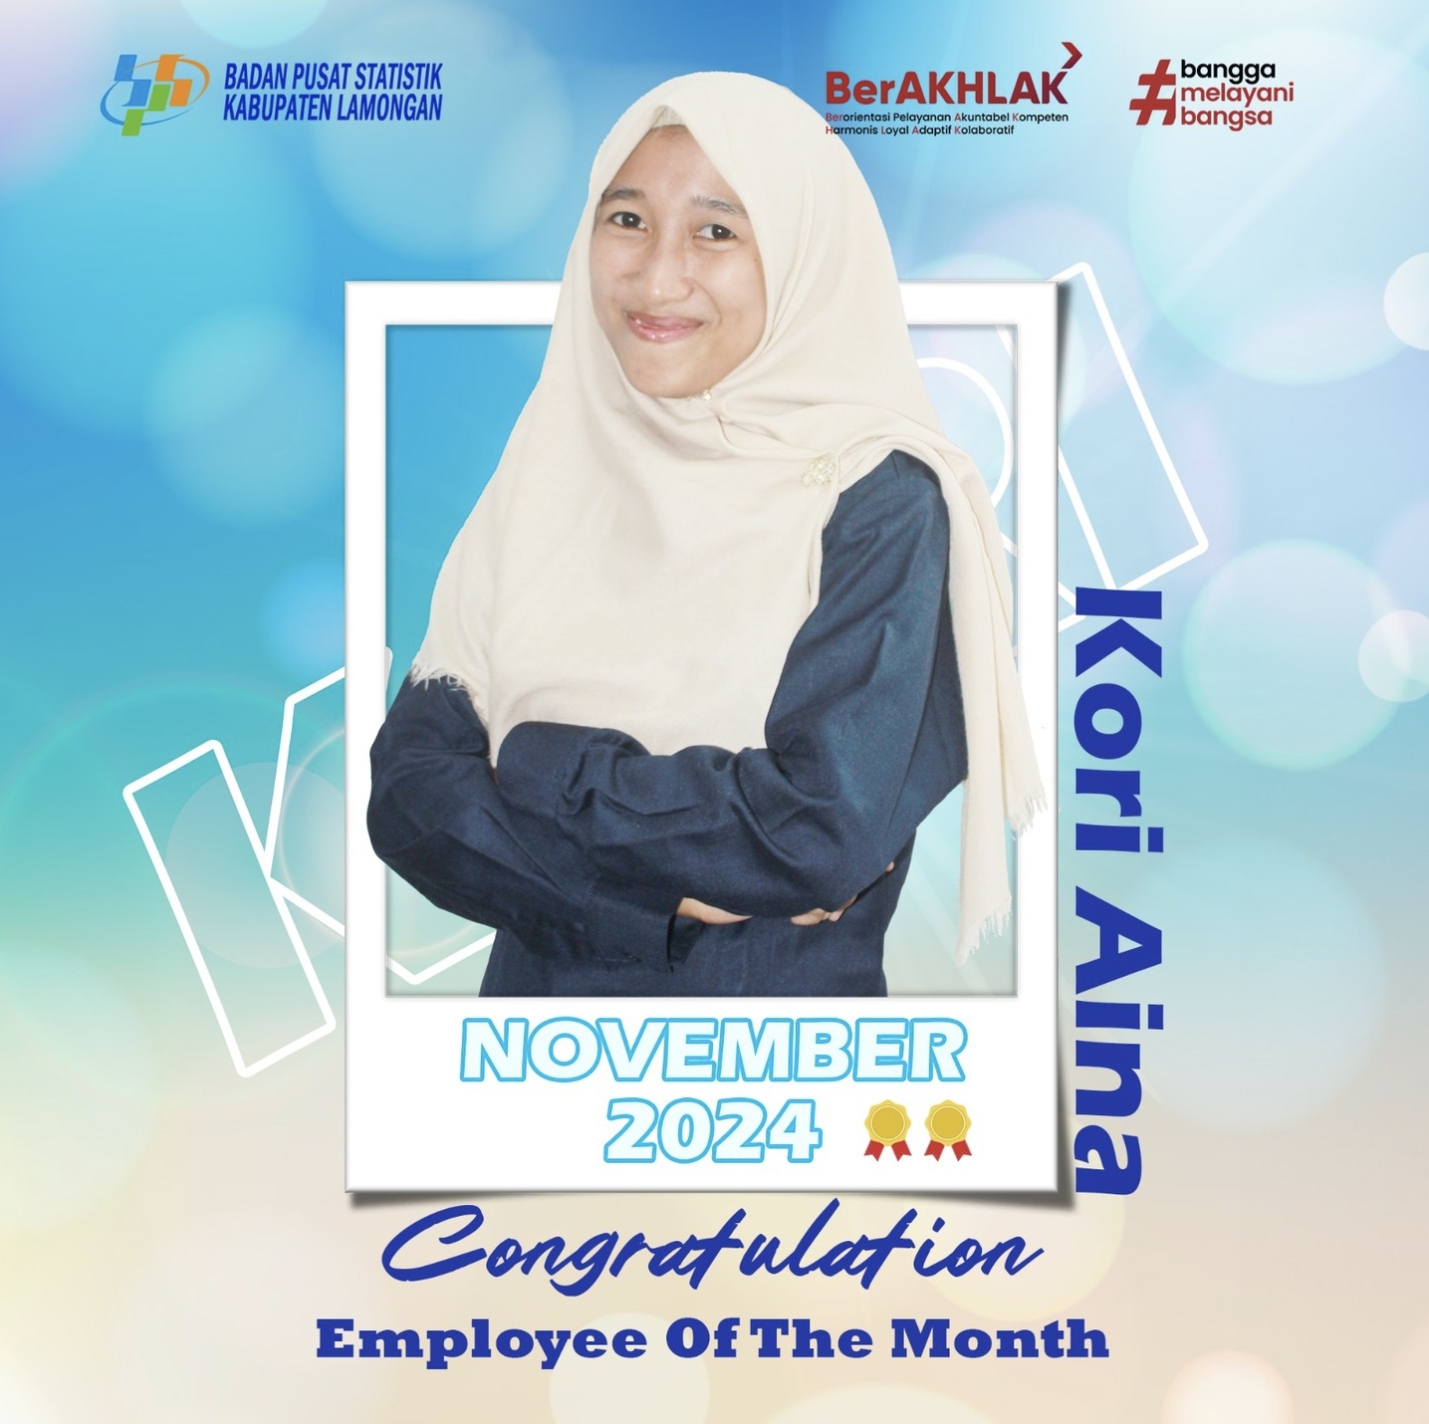 BADAN PUSAT STATISTIK
KABUPATEN LAMONGAN
BerAKHLAK
Berorientasi Pelayanan Akuntabel Kompeten
Harmonis Loyal Adaptif Kolaboratif
#bangga
melayani
bangsa
Kori Aina
NOVEMBER
2024
Congratulation
Employee Of The Month